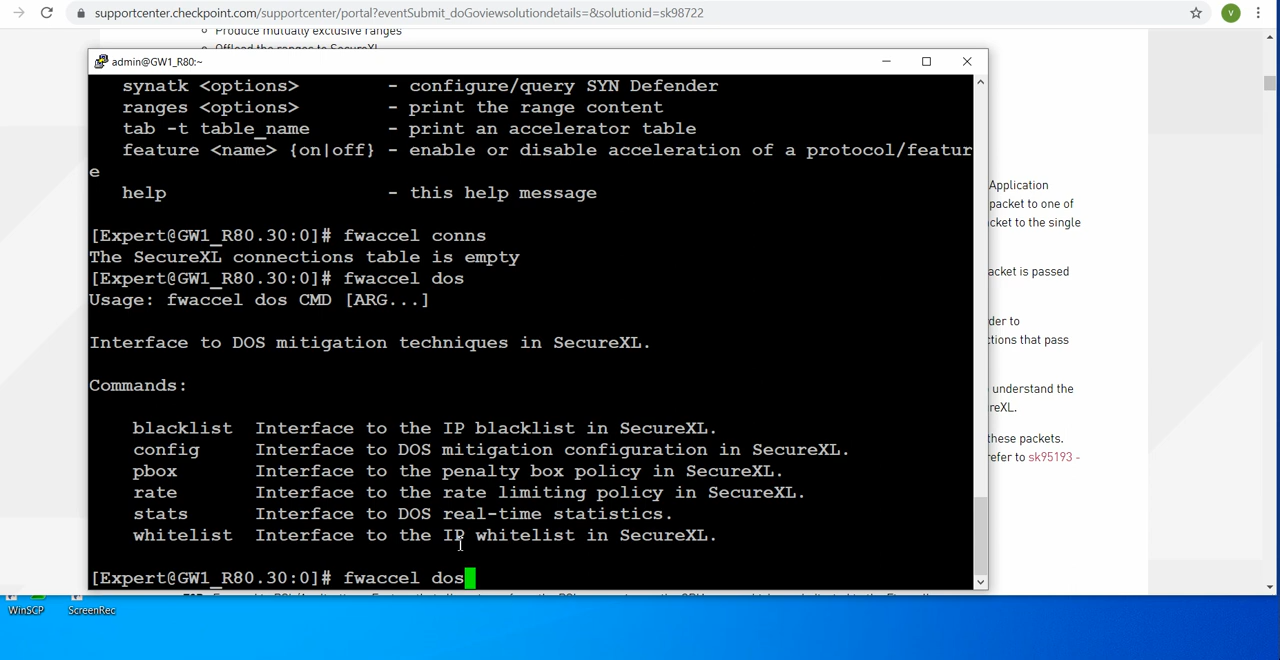 supportcenter.checkpoint.com/supportcenter/portal?eventSubmit_doGoviewsolutiondetails=&solutionid=sk98722
V
Produce mutually exclusive ranges
Offload the ranges to SecureXL
admin@GW1_R80:~
synatk <options> - configure/query SYN Defender
ranges <options> - print the range content
tab -t table_name - print an accelerator table
feature <name> {on|off} - enable or disable acceleration of a protocol/featur
e
help - this help message
[Expert@GW1_R80.30:0]# fwaccel conns
The SecureXL connections table is empty
[Expert@GW1_R80.30:0]# fwaccel dos
Usage: fwaccel dos CMD [ARG...]
Interface to DOS mitigation techniques in SecureXL.
Commands:
blacklist Interface to the IP blacklist in SecureXL.
config Interface to DOS mitigation configuration in SecureXL.
pbox Interface to the penalty box policy in SecureXL.
rate Interface to the rate limiting policy in SecureXL.
stats Interface to DOS real-time statistics.
whitelist Interface to the IP whitelist in SecureXL.
[Expert@GW1_R80.30:0]# fwaccel dos
Application
packet to one of
cket to the single
acket is passed
der to
ctions that pass
understand the
reXL.
these packets.
refer to sk95193 -
WinSCP
ScreenRec